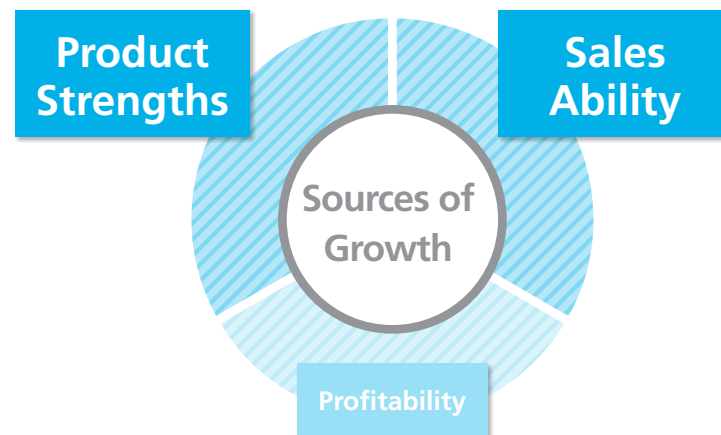 Product
Strengths
Sales
Ability
Sources of
Growth
Profitability